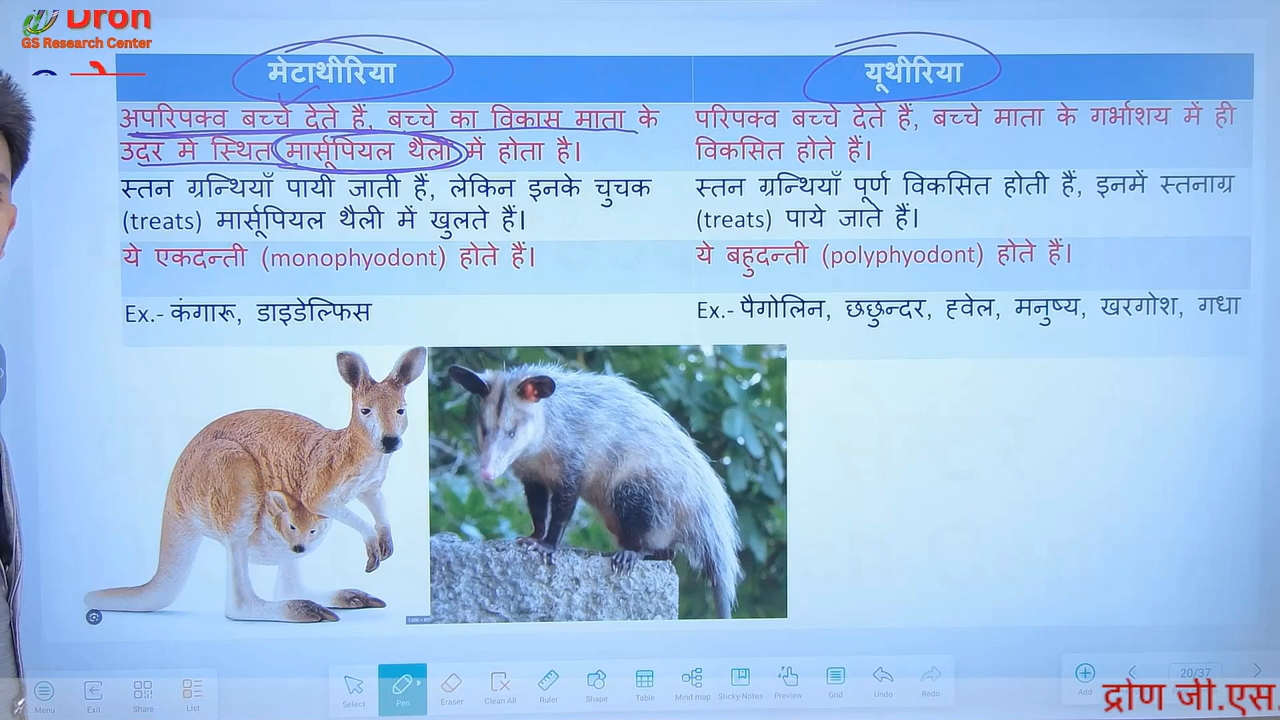 Dron
GS Research Center
मेटाथीरिया
यूथीरिया
अपरिपक्व बच्चे देते हैं, बच्चे का विकास माता के
उदर में स्थित मार्सूपियल थैली में होता है।
परिपक्व बच्चे देते हैं, बच्चे माता के गर्भाशय में ही
विकसित होते हैं।
स्तन ग्रन्थियाँ पायी जाती हैं, लेकिन इनके चुचक
(treats) मार्सूपियल थैली में खुलते हैं।
स्तन ग्रन्थियाँ पूर्ण विकसित होती हैं, इनमें स्तनाग्र
(treats) पाये जाते हैं।
ये एकदन्ती (monophyodont) होते हैं।
ये बहुदन्ती (polyphyodont) होते हैं।
Ex.- कंगारू, डाइडेल्फिस
Ex.- पैगोलिन, छछुन्दर, ह्वेल, मनुष्य, खरगोश, गधा
Menu Exit Share List Select Pen Eraser Clean All Ruler Shape Table Mind-map Sticky-Notes Preview Grid Undo Redo Add 20/37
द्रोण जी.एस.